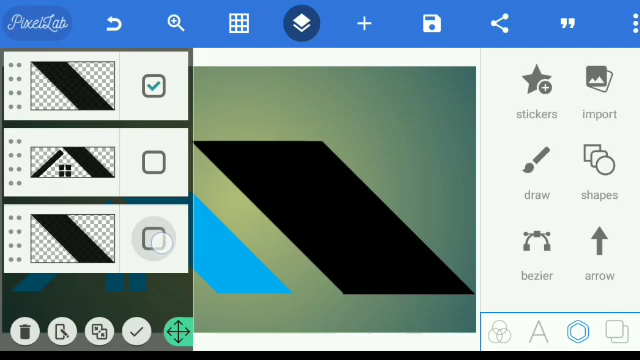 PixelLab
stickers
import
draw
shapes
bezier
arrow